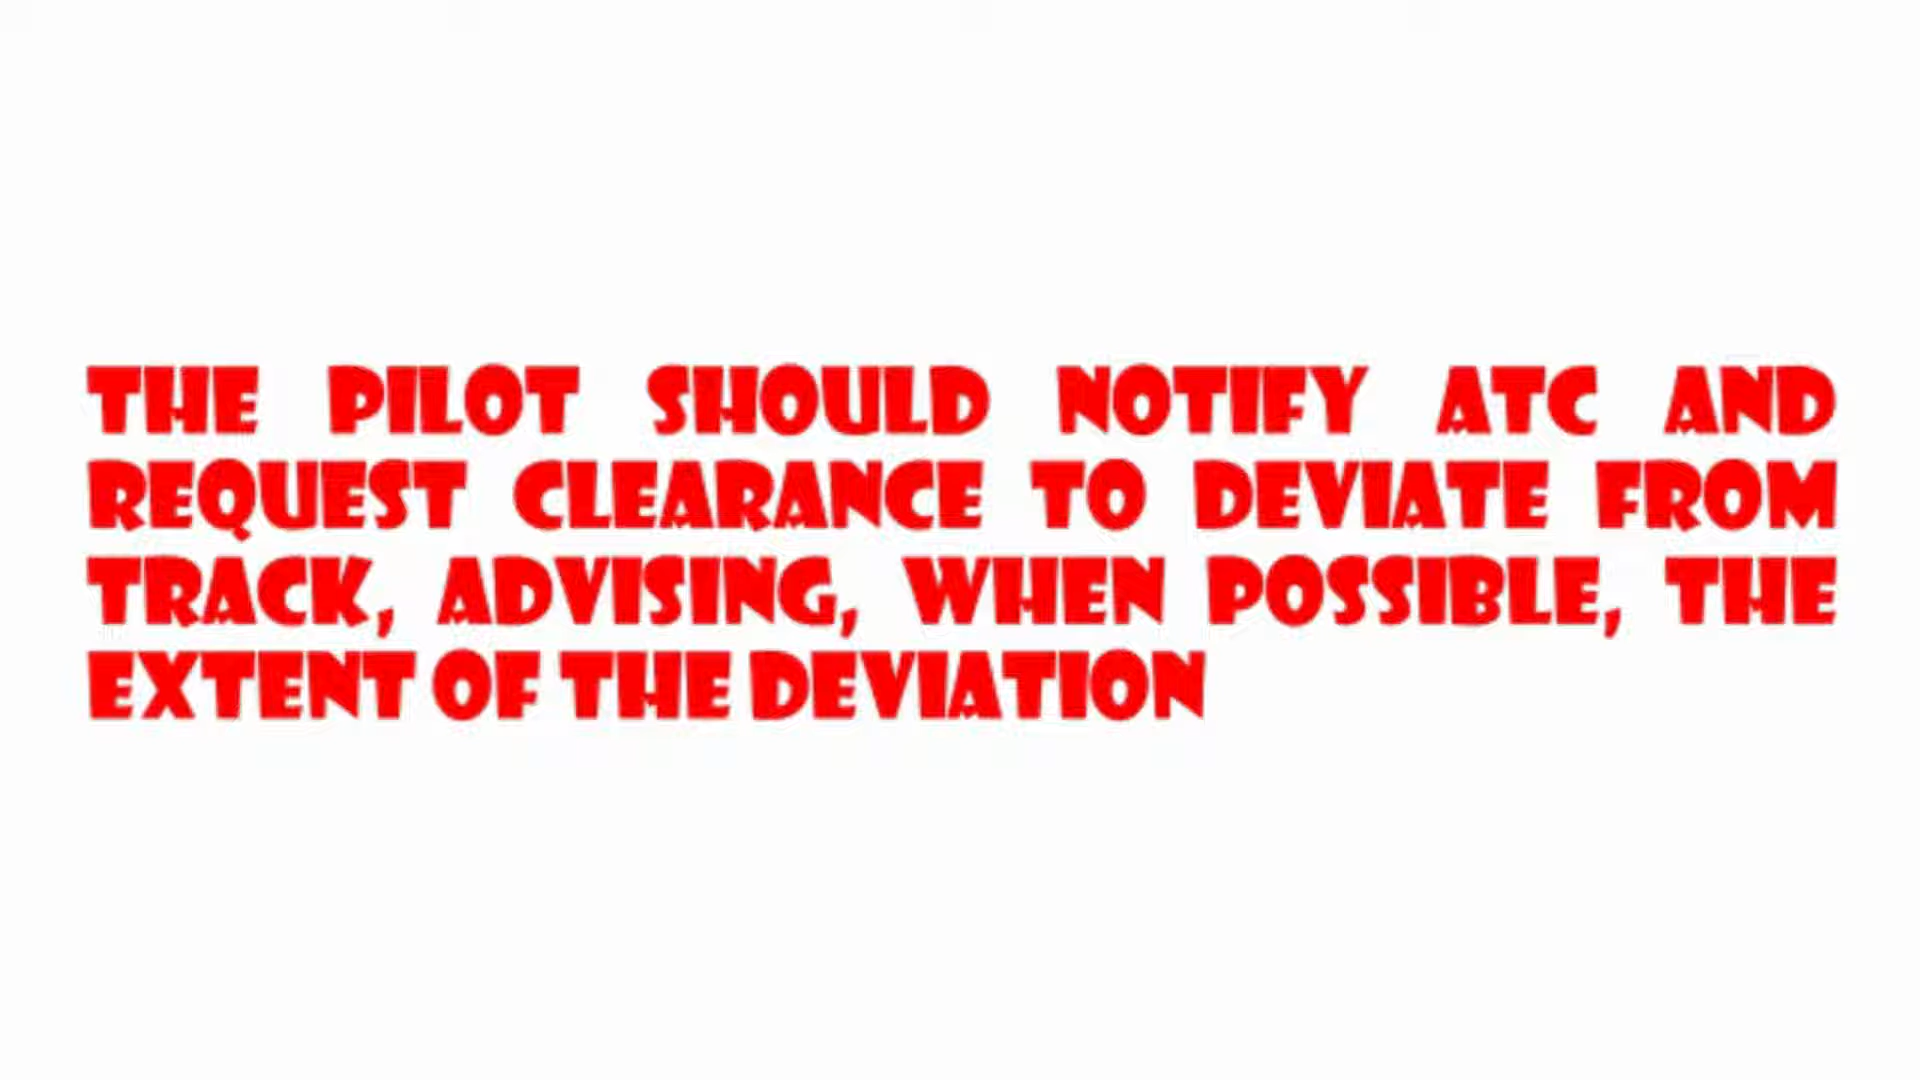 THE PILOT SHOULD NOTIFY ATC AND
REQUEST CLEARANCE TO DEVIATE FROM
TRACK, ADVISING, WHEN POSSIBLE, THE
EXTENT OF THE DEVIATION